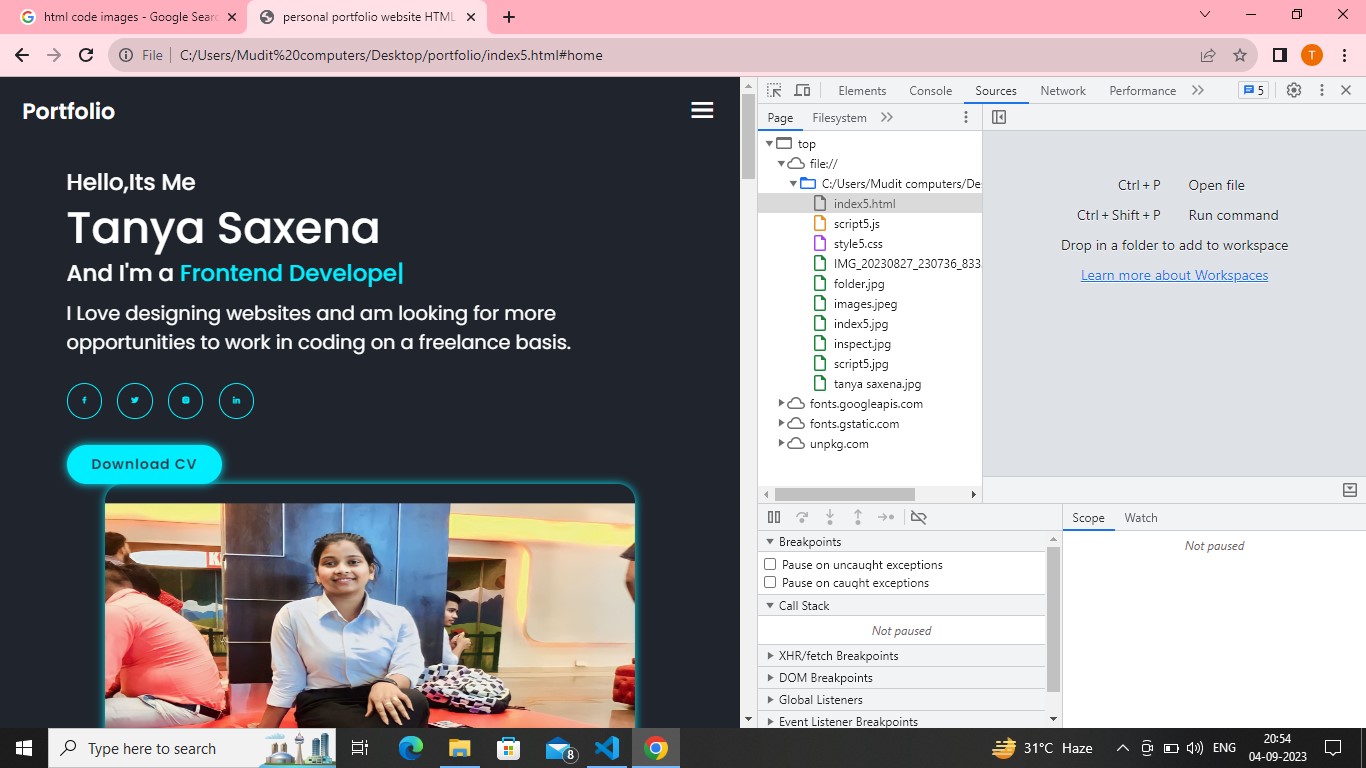 html code images - Google Sear
personal portfolio website HTML
File
C:/Users/Mudit%20computers/Desktop/portfolio/index5.html#home
T
Portfolio
Hello,Its Me
Tanya Saxena
And I'm a Frontend Develope|
I Love designing websites and am looking for more
opportunities to work in coding on a freelance basis.
Download CV
K
Elements Console Sources Network Performance 5
Page Filesystem
top
file://
C:/Users/Mudit computers/De
index5.html
script5.js
style5.css
IMG_20230827_230736_833
folder.jpg
images.jpeg
index5.jpg
inspect.jpg
script5.jpg
tanya saxena.jpg
fonts.googleapis.com
fonts.gstatic.com
unpkg.com
Ctrl + P Open file
Ctrl + Shift + P Run command
Drop in a folder to add to workspace
Learn more about Workspaces
Breakpoints
Pause on uncaught exceptions
Pause on caught exceptions
Call Stack
Not paused
XHR/fetch Breakpoints
DOM Breakpoints
Global Listeners
Event Listener Breakpoints
Scope Watch
Not paused
Type here to search
8
31°C Haze
ENG
20:54
04-09-2023